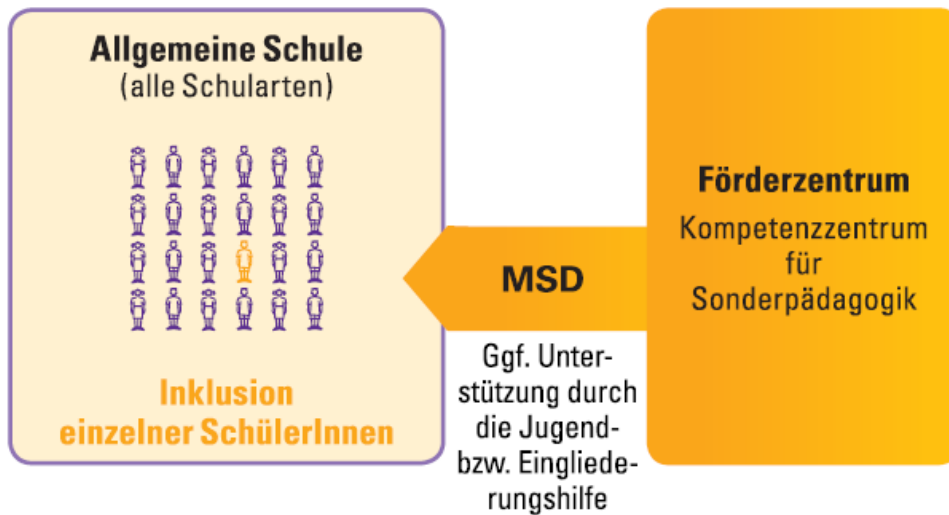 Allgemeine Schule
(alle Schularten)
Inklusion
einzelner SchülerInnen
MSD
Ggf. Unter-
stützung durch
die Jugend-
bzw. Eingliede-
rungshilfe
Förderzentrum
Kompetenzzentrum
für
Sonderpädagogik